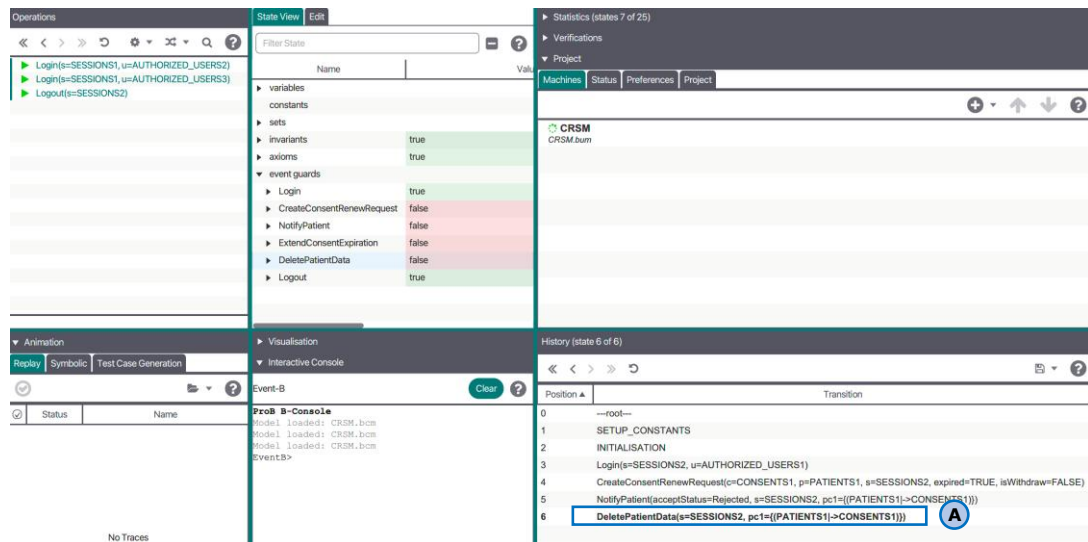 Operations
Login(s=SESSIONS1, u=AUTHORIZED_USERS2)
Login(s=SESSIONS1, u=AUTHORIZED_USERS3)
Logout(s=SESSIONS2)
State View Edit
Filter State
Name Valu
variables
constants
sets
invariants true
axioms true
event guards
Login true
CreateConsentRenewRequest false
NotifyPatient false
ExtendConsentExpiration false
DeletePatientData false
Logout true
Statistics (states 7 of 25)
Verifications
Project
Machines Status Preferences Project
CRSM
CRSM.bum
Animation
Replay Symbolic Test Case Generation
Status Name
No Traces
Visualisation
Interactive Console
Event-B Clear
ProB B-Console
Model loaded: CRSM.bcm
Model loaded: CRSM.bcm
Model loaded: CRSM.bcm
EventB>
History (state 6 of 6)
Position Transition
0 ---root---
1 SETUP_CONSTANTS
2 INITIALISATION
3 Login(s=SESSIONS2, u=AUTHORIZED_USERS1)
4 CreateConsentRenewRequest(c=CONSENTS1, p=PATIENTS1, s=SESSIONS2, expired=TRUE, isWithdraw=FALSE)
5 NotifyPatient(acceptStatus=Rejected, s=SESSIONS2, pc1={(PATIENTS1|->CONSENTS1)})
6 DeletePatientData(s=SESSIONS2, pc1={(PATIENTS1|->CONSENTS1)}) A